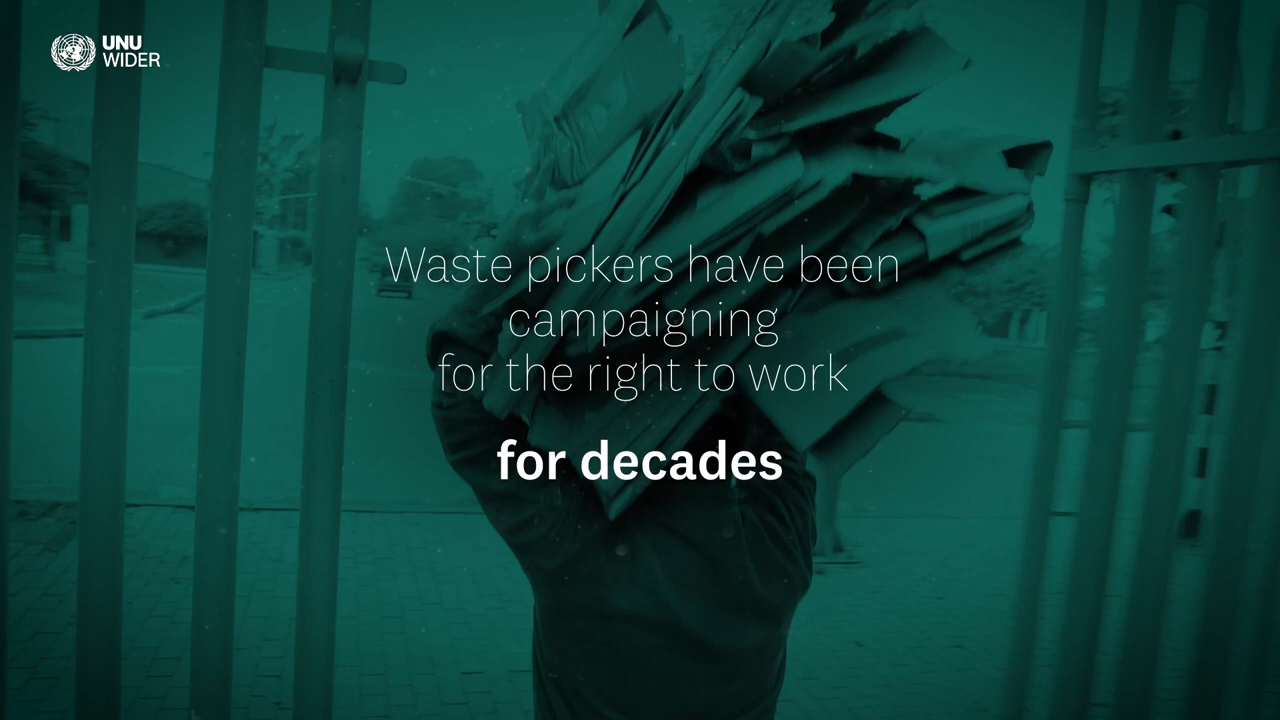 UNU
WIDER
Waste pickers have been
campaigning
for the right to work
for decades